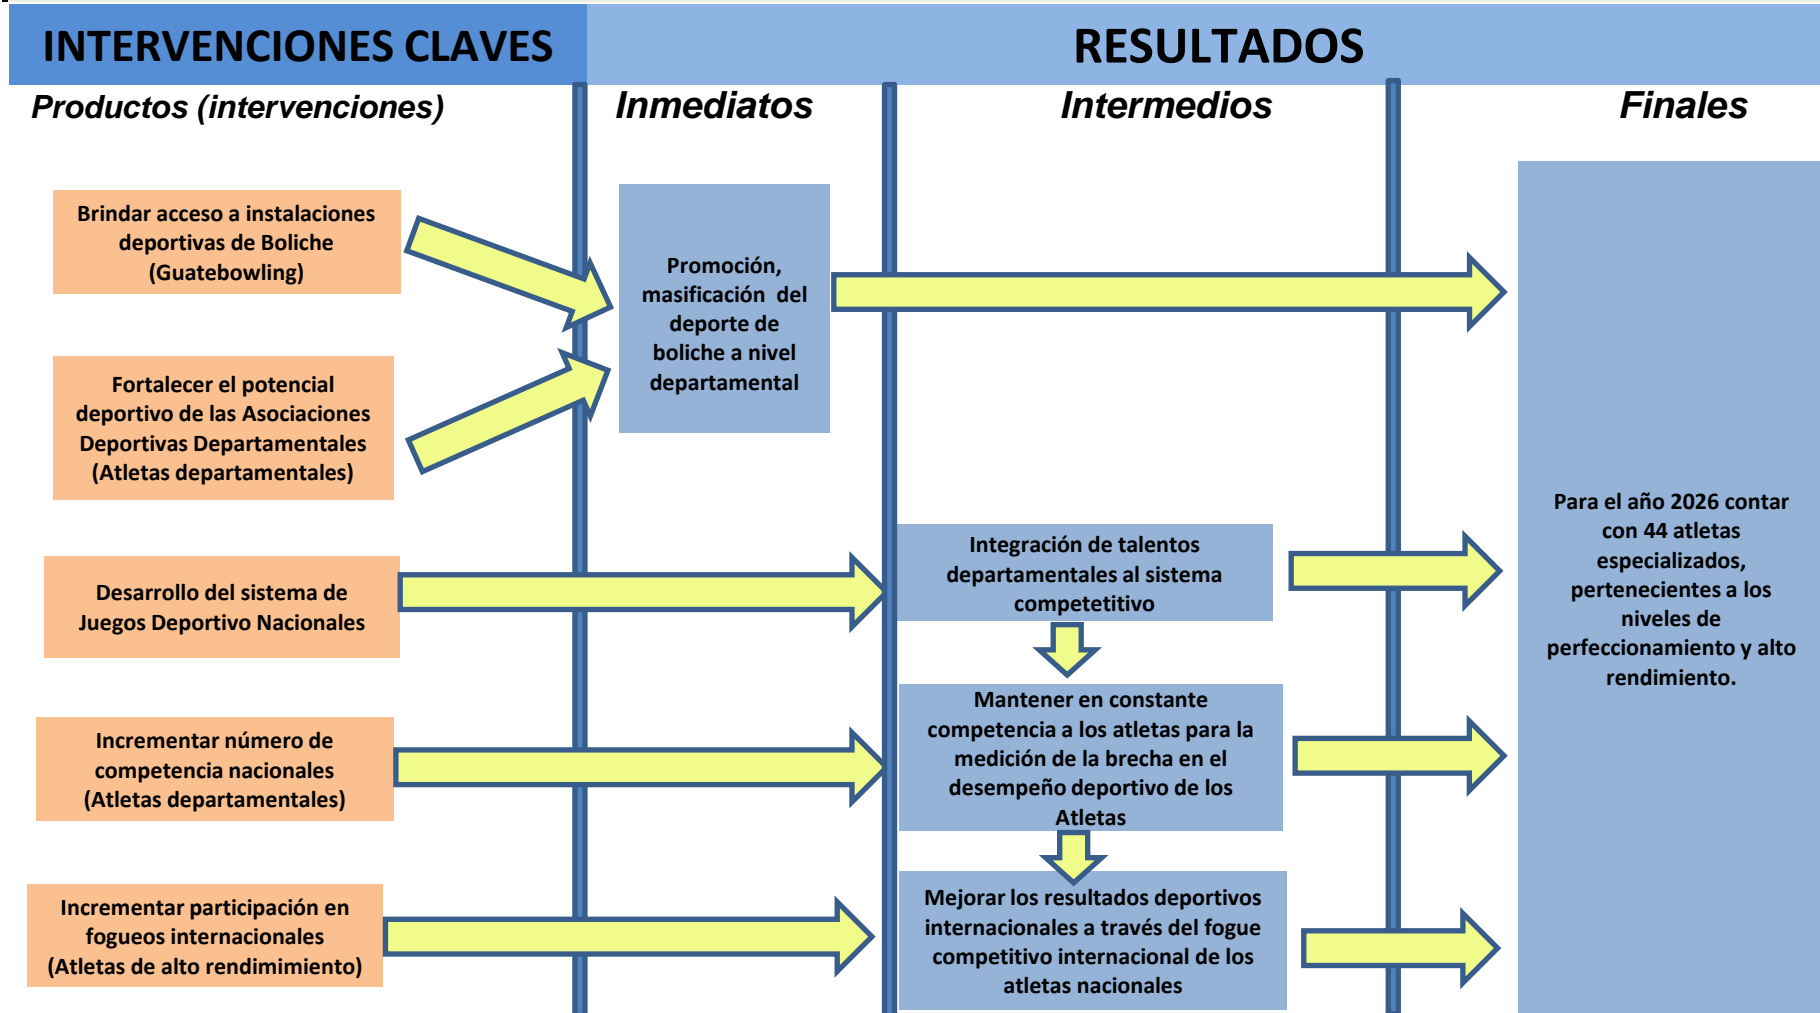 INTERVENCIONES CLAVES
RESULTADOS
Productos (intervenciones)
Inmediatos
Intermedios
Finales
Brindar acceso a instalaciones
deportivas de Boliche
(Guatebowling)
Fortalecer el potencial
deportivo de las Asociaciones
Deportivas Departamentales
(Atletas departamentales)
Desarrollo del sistema de
Juegos Deportivo Nacionales
Incrementar número de
competencia nacionales
(Atletas departamentales)
Incrementar participación en
fogueos internacionales
(Atletas de alto rendimimiento)
Promoción,
masificación del
deporte de
boliche a nivel
departamental
Integración de talentos
departamentales al sistema
competetitivo
Mantener en constante
competencia a los atletas para la
medición de la brecha en el
desempeño deportivo de los
Atletas
Mejorar los resultados deportivos
internacionales a través del fogue
competitivo internacional de los
atletas nacionales
Para el año 2026 contar
con 44 atletas
especializados,
pertenecientes a los
niveles de
perfeccionamiento y alto
rendimiento.